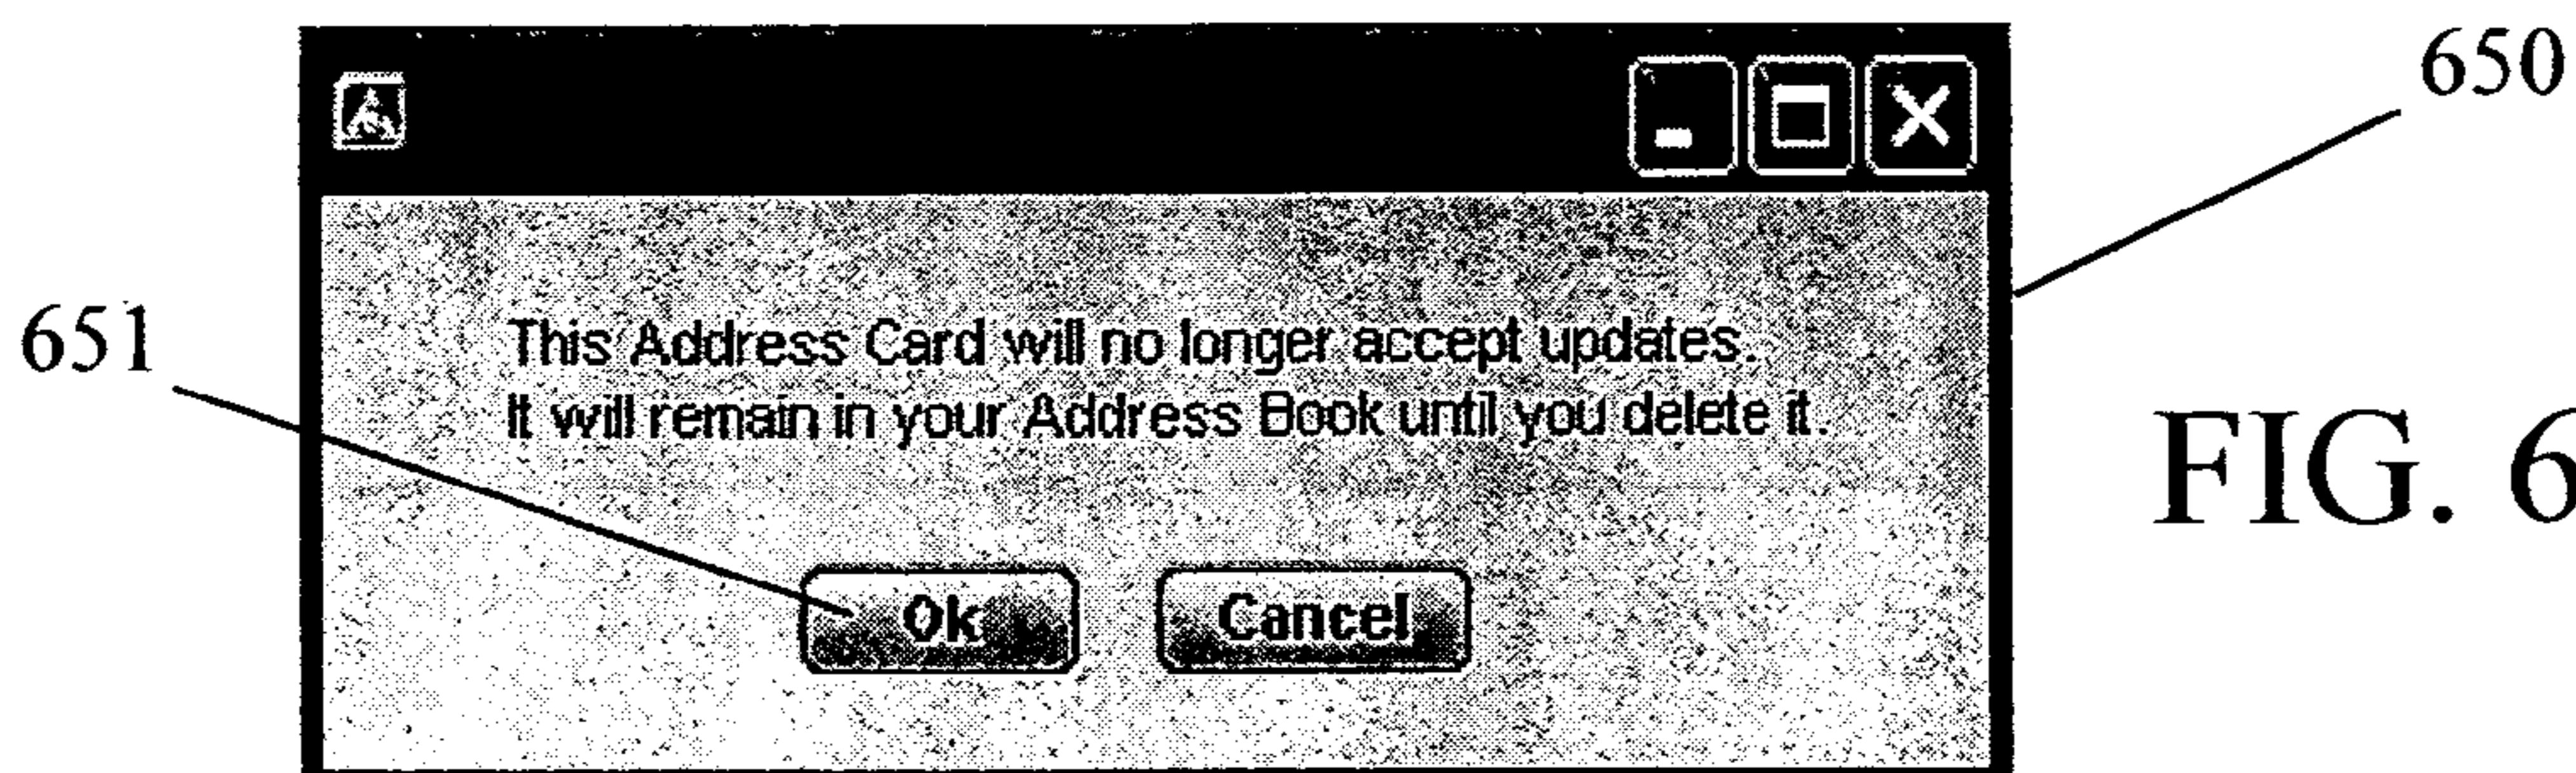 650
651
This Address Card will no longer accept updates.
It will remain in your Address Book until you delete it.
FIG. 6
Ok Cancel